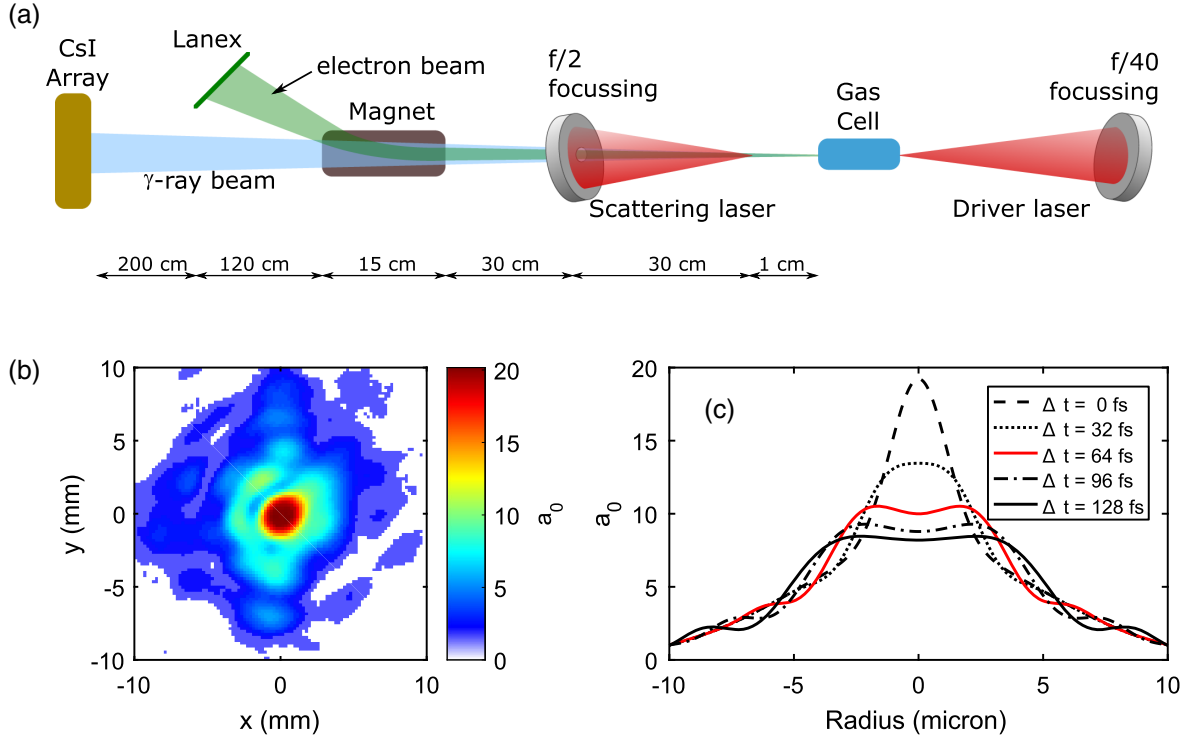 (a)
CsI
Array
Lanex
electron beam
Magnet
f/2
focussing
Gas
Cell
f/40
focussing
γ-ray beam
Scattering laser
Driver laser
200 cm
120 cm
15 cm
30 cm
30 cm
1 cm
(b)
10
5
0
-5
-10
y (mm)
-10
0
10
x (mm)
20
15
10
5
0
a0
(c)
20
15
10
5
0
a0
-10
-5
0
5
10
Radius (micron)
Δ t = 0 fs
Δ t = 32 fs
Δ t = 64 fs
Δ t = 96 fs
Δ t = 128 fs